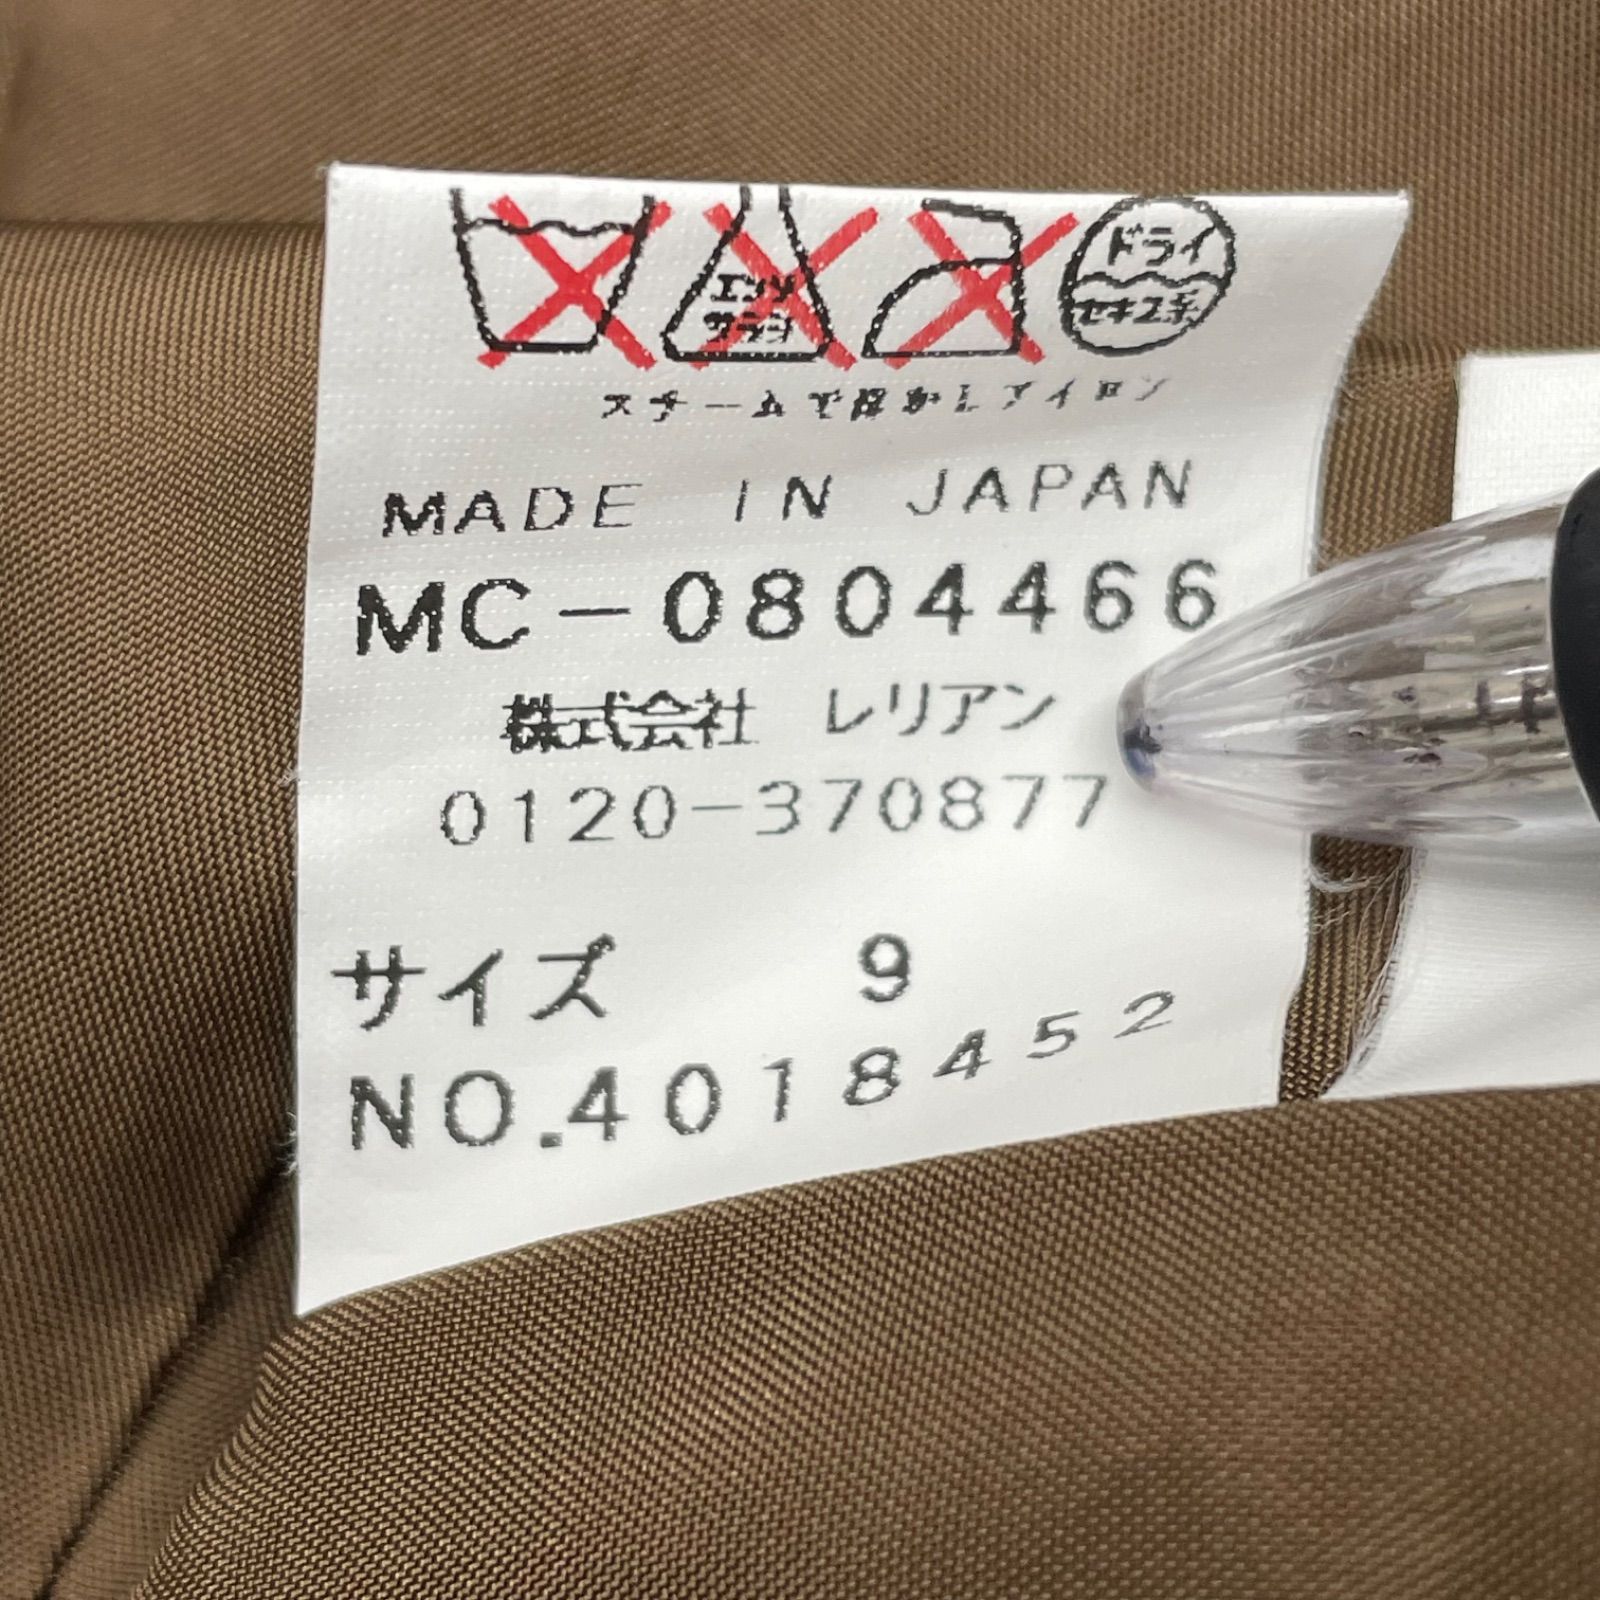 エンソ
サラシ
ドライ
セキユ系
スチームで浮かしアイロン
MADE IN JAPAN
MC-0804466
株式会社 レリアン
0120-370877
サイズ 9
NO.4018452